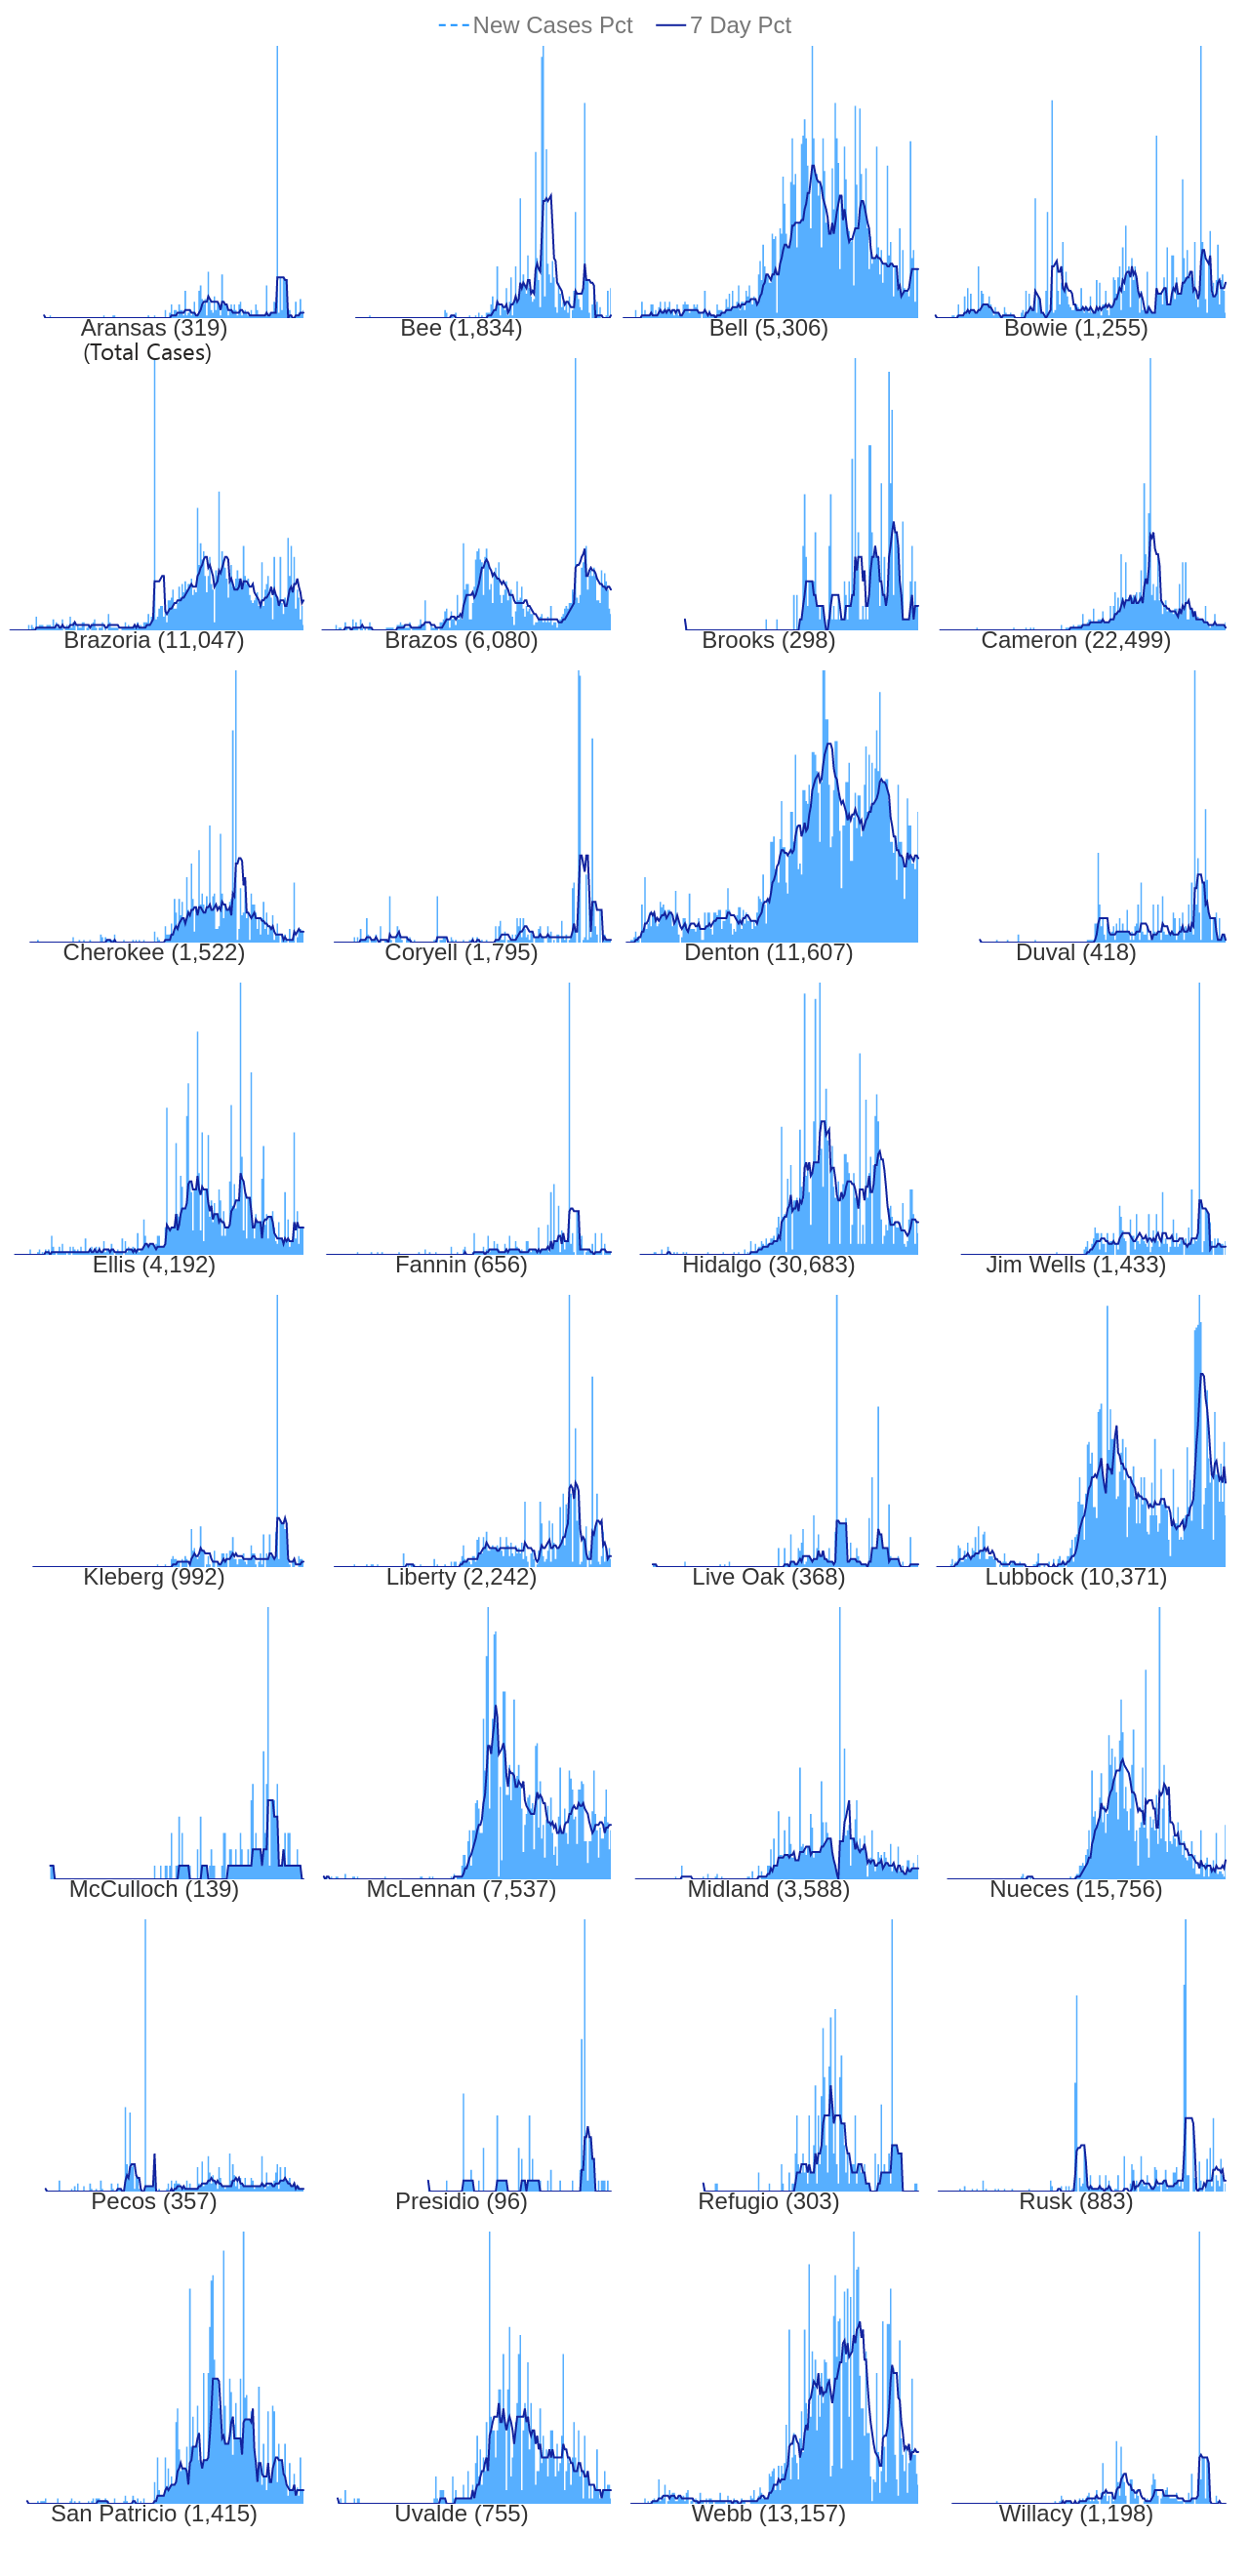 New Cases Pct 7 Day Pct
Aransas (319) Bee (1,834) Bell (5,306) Bowie (1,255)
(Total Cases)
Brazoria (11,047) Brazos (6,080) Brooks (298) Cameron (22,499)
Cherokee (1,522) Coryell (1,795) Denton (11,607) Duval (418)
Ellis (4,192) Fannin (656) Hidalgo (30,683) Jim Wells (1,433)
Kleberg (992) Liberty (2,242) Live Oak (368) Lubbock (10,371)
McCulloch (139) McLennan (7,537) Midland (3,588) Nueces (15,756)
Pecos (357) Presidio (96) Refugio (303) Rusk (883)
San Patricio (1,415) Uvalde (755) Webb (13,157) Willacy (1,198)